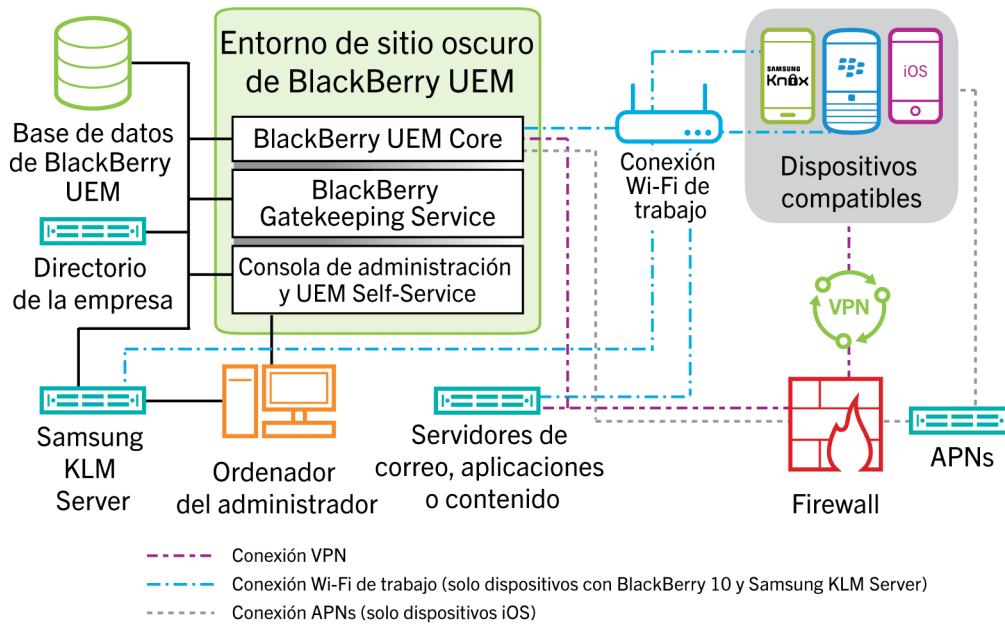 Entorno de sitio oscuro
de BlackBerry UEM
Base de datos
de BlackBerry
UEM
BlackBerry UEM Core
BlackBerry
Gatekeeping Service
Consola de administración
y UEM Self-Service
Directorio
de la empresa
Conexión
Wi-Fi de
trabajo
SAMSUNG
Knox
iOS
Dispositivos
compatibles
VPN
Samsung
KLM
Server
Ordenador
del administrador
Servidores de
correo, aplicaciones
o contenido
Firewall
APNs
Conexión VPN
Conexión Wi-Fi de trabajo (solo dispositivos con BlackBerry 10 y Samsung KLM Server)
Conexión APNs (solo dispositivos iOS)